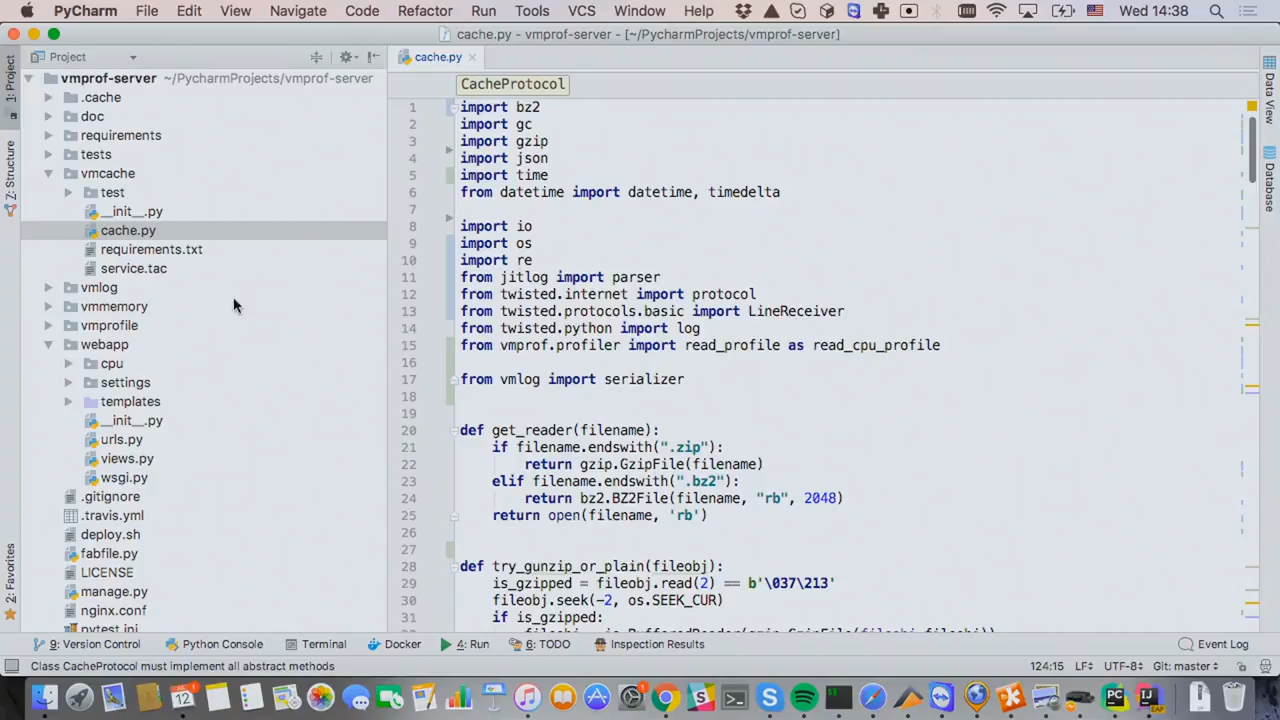 PyCharm File Edit View Navigate Code Refactor Run Tools VCS Window Help Wed 14:38
cache.py - vmprof-server - [~/PycharmProjects/vmprof-server]
Project
cache.py
vmprof-server ~/PycharmProjects/vmprof-server
.cache
doc
requirements
tests
vmcache
test
__init__.py
cache.py
requirements.txt
service.tac
vmlog
vmmemory
vmprofile
webapp
cpu
settings
templates
__init__.py
urls.py
views.py
wsgi.py
.gitignore
.travis.yml
deploy.sh
fabfile.py
LICENSE
manage.py
nginx.conf
pytest.ini
1: Project
Z: Structure
2: Favorites
CacheProtocol
1 import bz2
2 import gc
3 import gzip
4 import json
5 import time
6 from datetime import datetime, timedelta
7
8 import io
9 import os
10 import re
11 from jitlog import parser
12 from twisted.internet import protocol
13 from twisted.protocols.basic import LineReceiver
14 from twisted.python import log
15 from vmprof.profiler import read_profile as read_cpu_profile
16
17 from vmlog import serializer
18
19
20 def get_reader(filename):
21 if filename.endswith(".zip"):
22 return gzip.GzipFile(filename)
23 elif filename.endswith(".bz2"):
24 return bz2.BZ2File(filename, "rb", 2048)
25 return open(filename, 'rb')
26
27
28 def try_gunzip_or_plain(fileobj):
29 is_gzipped = fileobj.read(2) == b'\037\213'
30 fileobj.seek(-2, os.SEEK_CUR)
31 if is_gzipped:
Data View
Database
9: Version Control Python Console Terminal Docker 4: Run 6: TODO Inspection Results Event Log
Class CacheProtocol must implement all abstract methods 124:15 LF÷ UTF-8÷ Git: master÷
12
PC
IJ
EAP